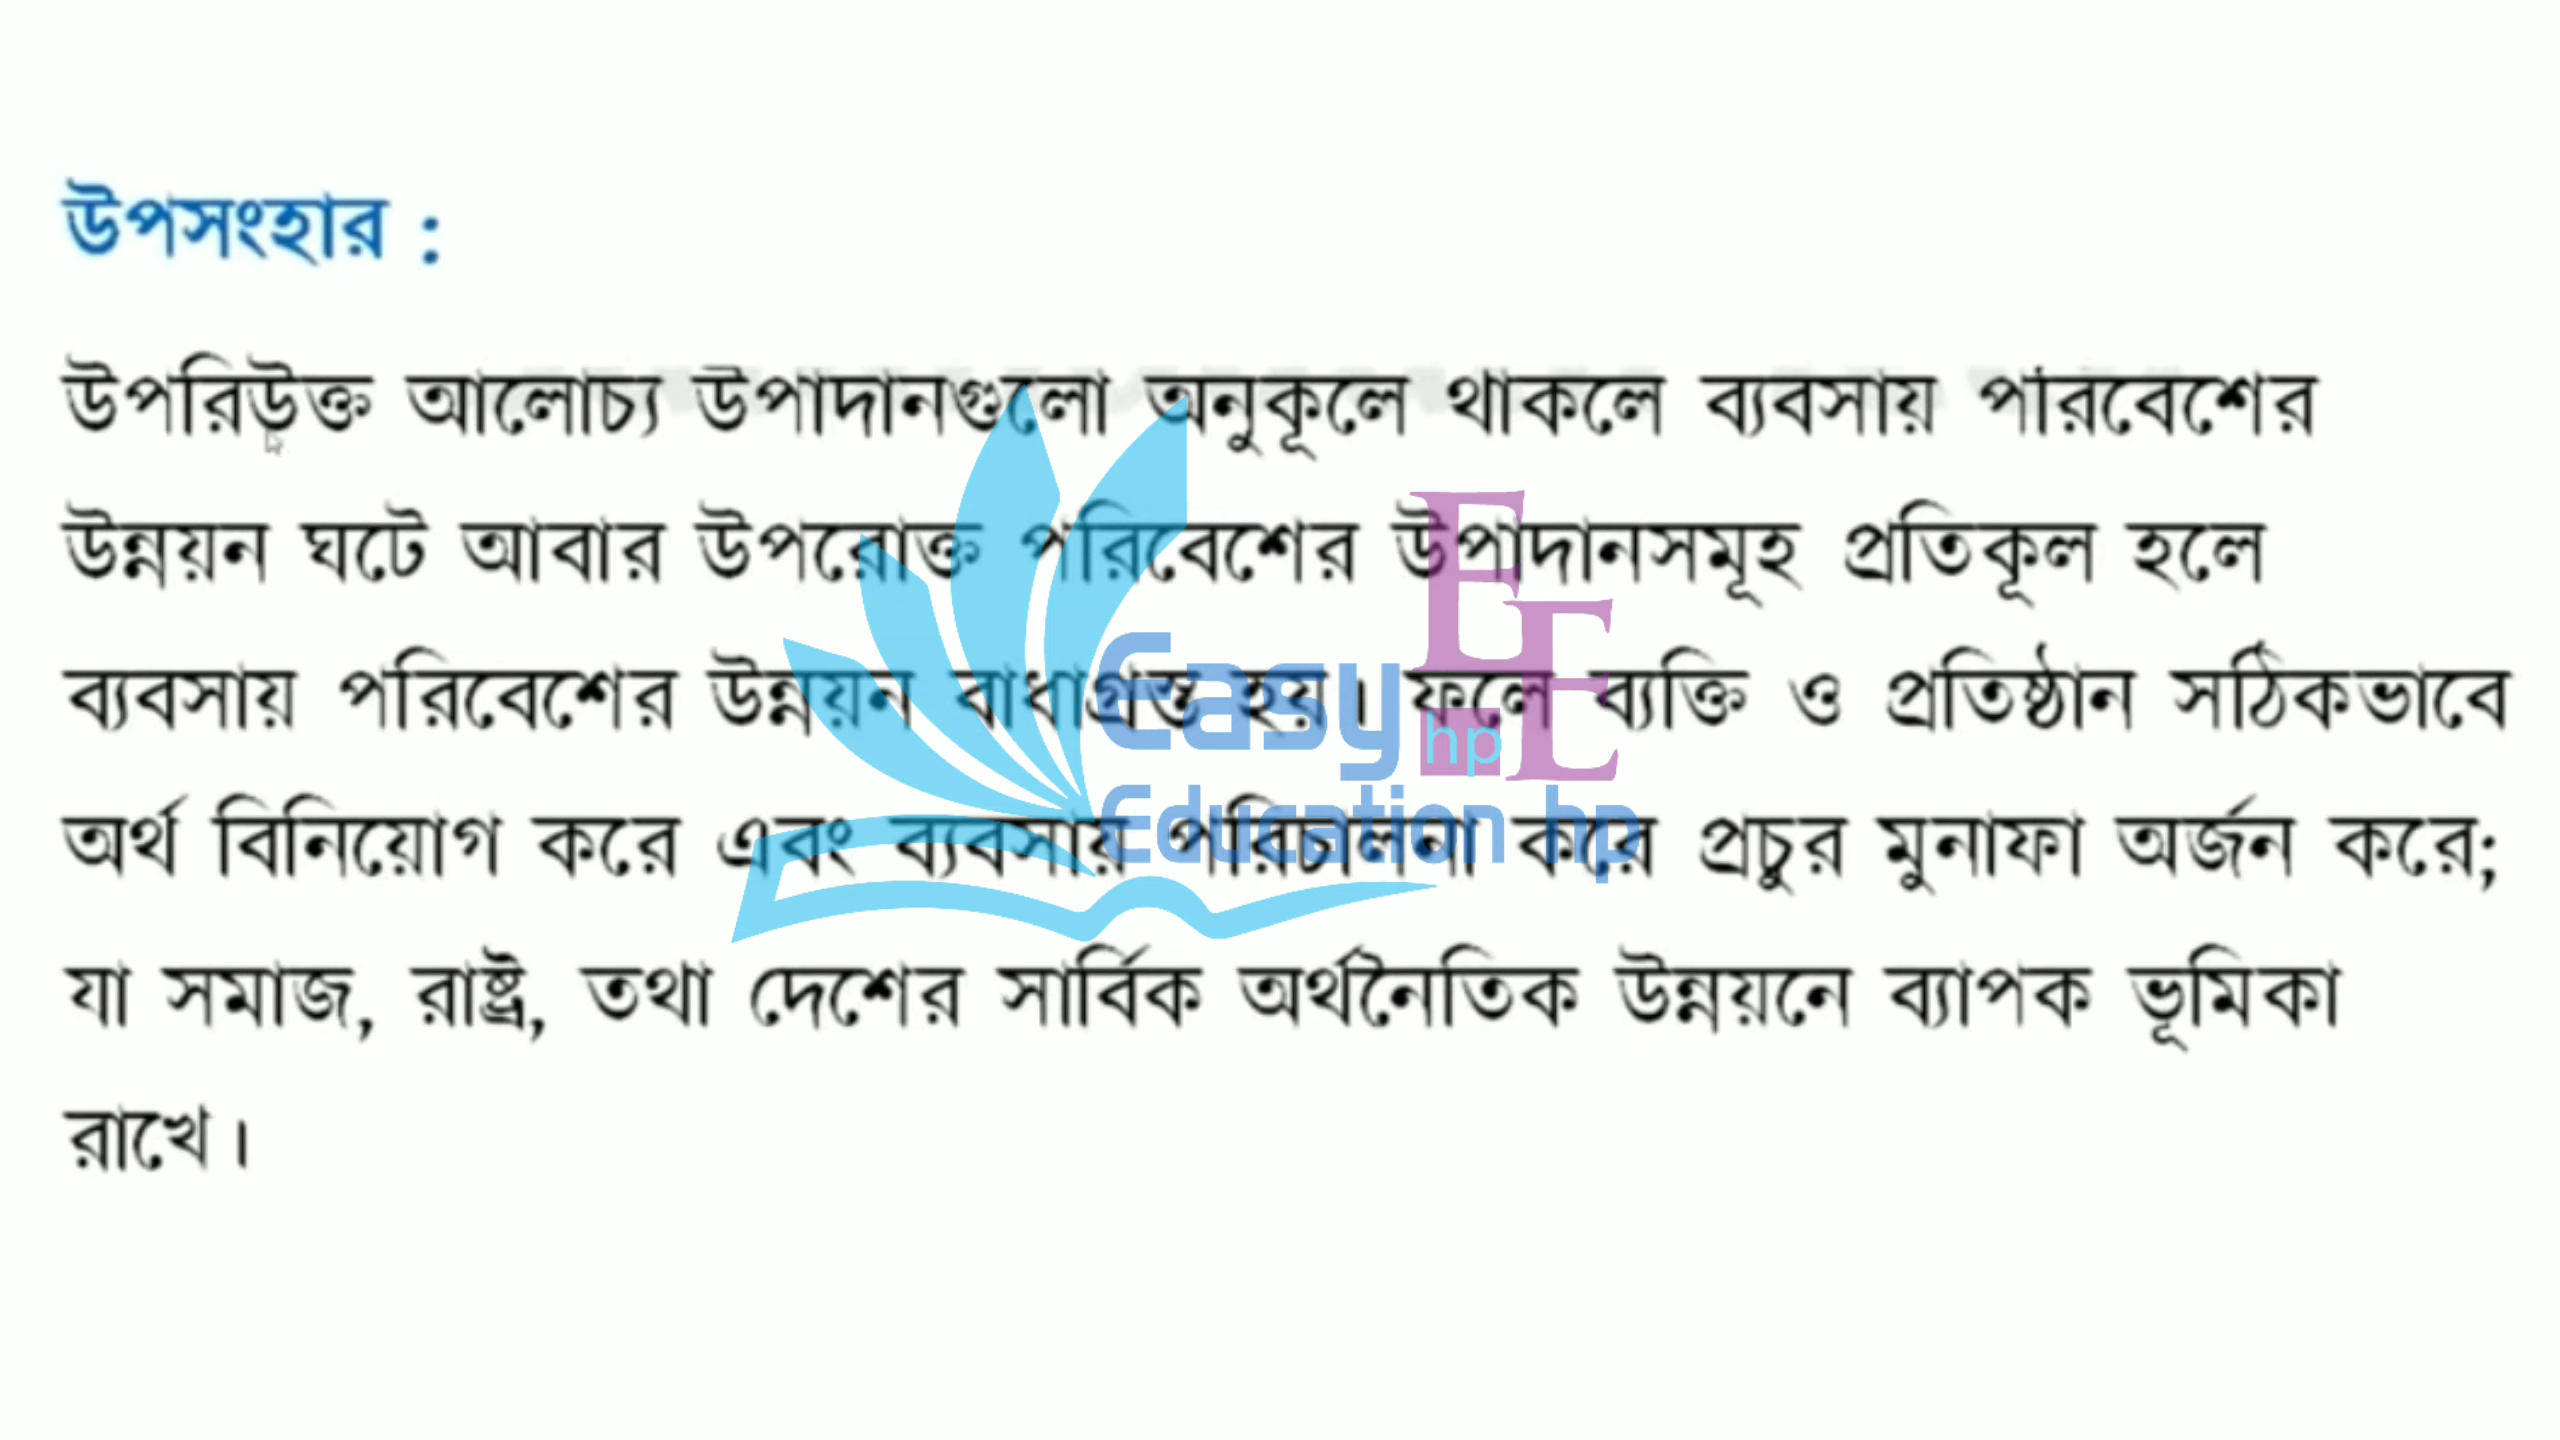 উপসংহার :
উপরিউক্ত আলোচ্য উপাদানগুলো অনুকূলে থাকলে ব্যবসায় পরিবেশের
উন্নয়ন ঘটে আবার উপরোক্ত পরিবেশের উপাদানসমূহ প্রতিকূল হলে
ব্যবসায় পরিবেশের উন্নয়ন বাধাগ্রস্ত হয়। ফলে ব্যক্তি ও প্রতিষ্ঠান সঠিকভাবে
অর্থ বিনিয়োগ করে এবং ব্যবসায় পরিচালনা করে প্রচুর মুনাফা অর্জন করে;
যা সমাজ, রাষ্ট্র, তথা দেশের সার্বিক অর্থনৈতিক উন্নয়নে ব্যাপক ভূমিকা
রাখে।
E
E
hp
Easy
Education hp